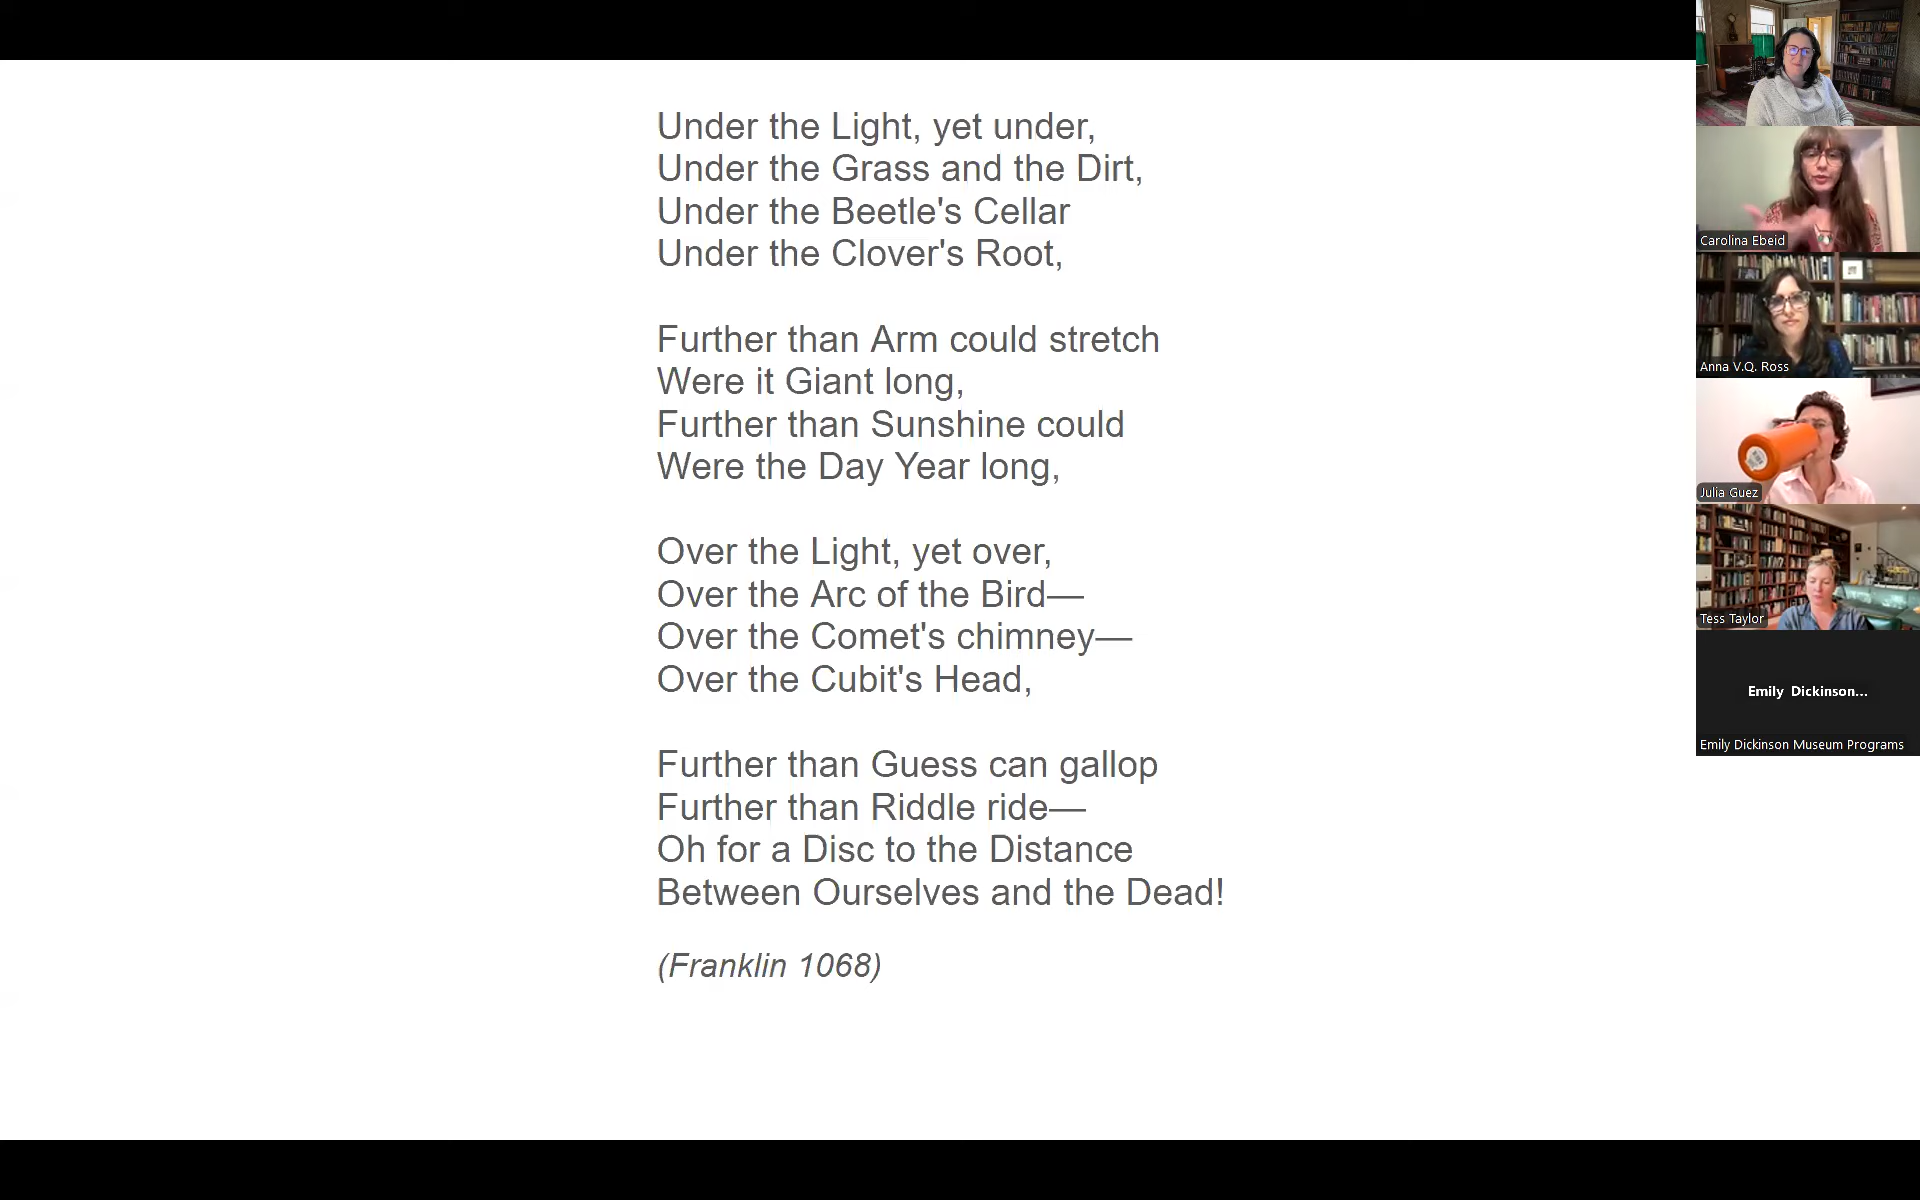 Under the Light, yet under,
Under the Grass and the Dirt,
Under the Beetle's Cellar
Under the Clover's Root,
Further than Arm could stretch
Were it Giant long,
Further than Sunshine could
Were the Day Year long,
Over the Light, yet over,
Over the Arc of the Bird—
Over the Comet's chimney—
Over the Cubit's Head,
Further than Guess can gallop
Further than Riddle ride—
Oh for a Disc to the Distance
Between Ourselves and the Dead!
(Franklin 1068)
Carolina Ebeid
Anna V.Q. Ross
Julia Guez
Tess Taylor
Emily Dickinson...
Emily Dickinson Museum Programs